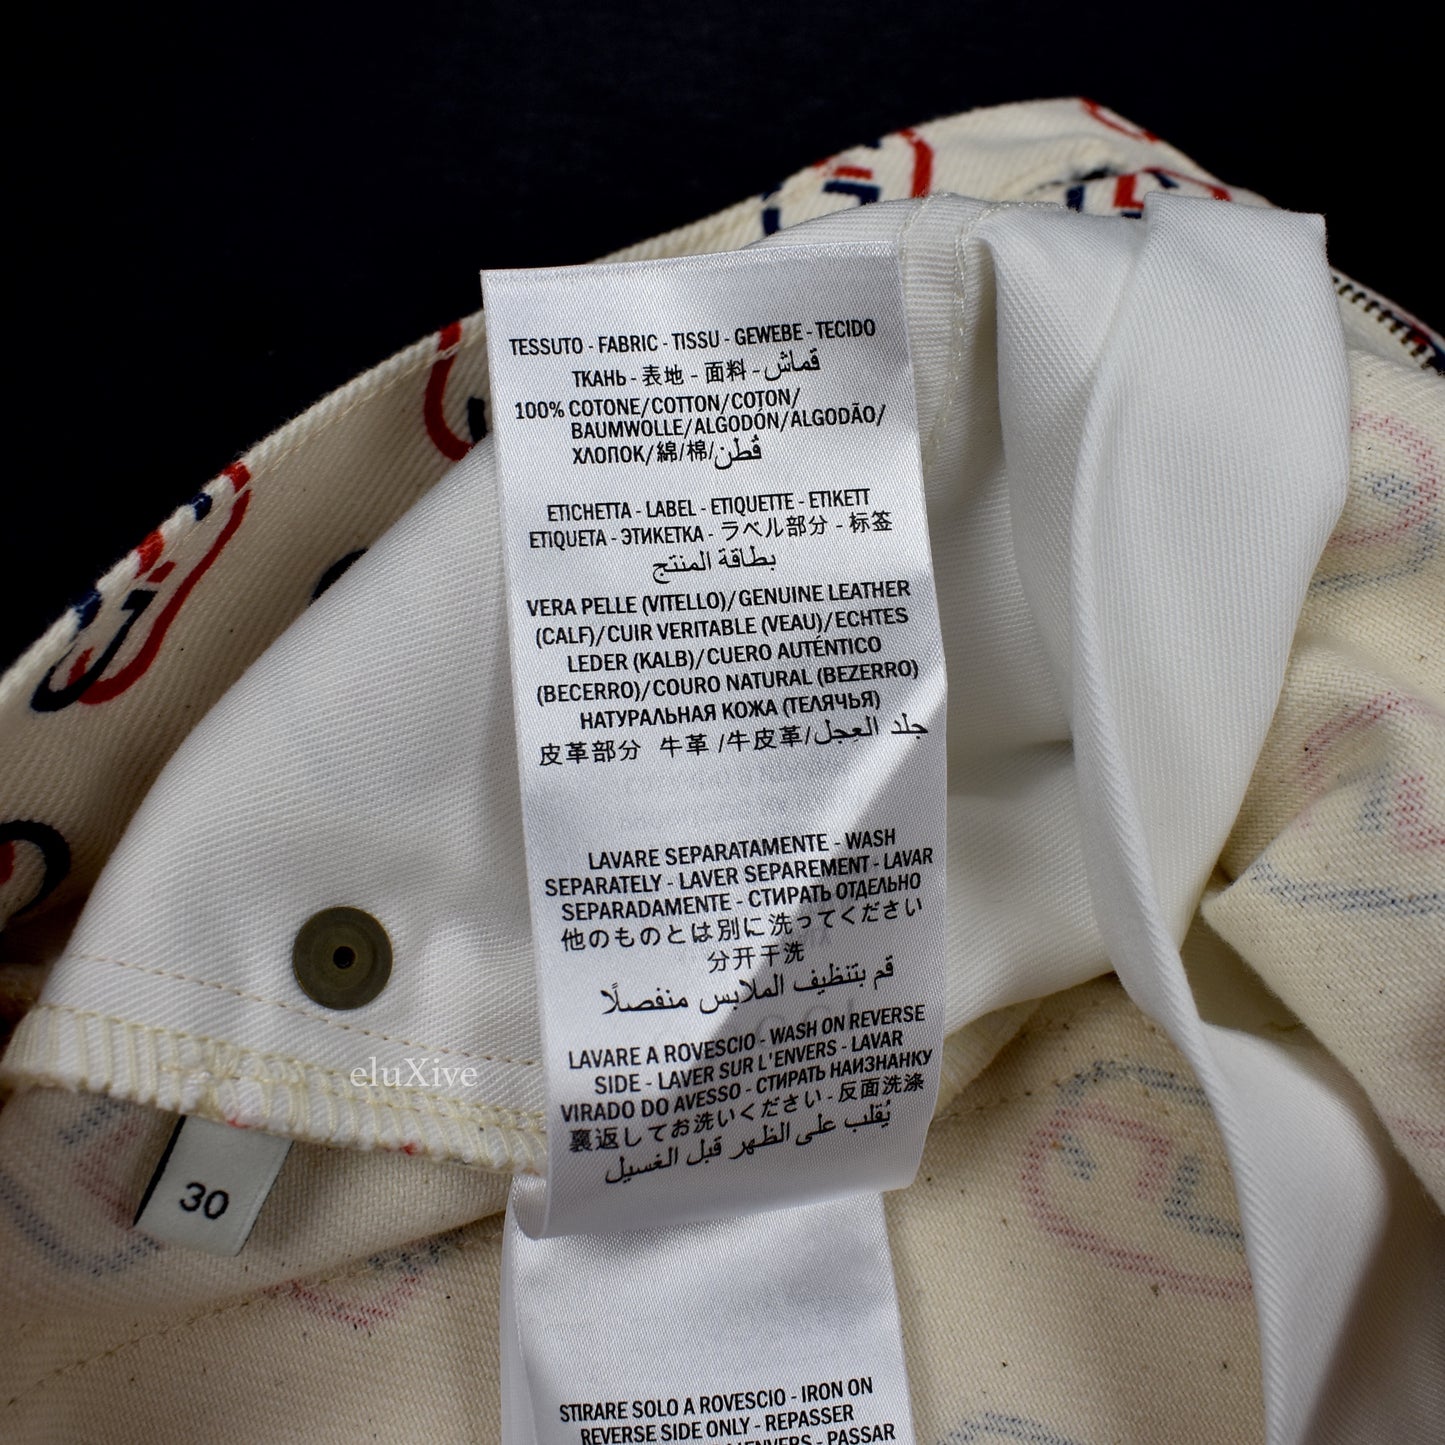 TESSUTO - FABRIC - TISSU - GEWEBE - TECIDO
ТКАНЬ - 表地 - 面料 - قماش
100% COTONE/COTTON/COTON/
BAUMWOLLE/ALGODÓN/ALGODÃO/
ХЛОПОК/綿/棉/قُطن
ETICHETTA - LABEL - ETIQUETTE - ETIKETT
ETIQUETA - ЭТИКЕТКА - ラベル部分 - 标签
بطاقة المنتج
VERA PELLE (VITELLO)/GENUINE LEATHER
(CALF)/CUIR VERITABLE (VEAU)/ECHTES
LEDER (KALB)/CUERO AUTÉNTICO
(BECERRO)/COURO NATURAL (BEZERRO)
НАТУРАЛЬНАЯ КОЖА (ТЕЛЯЧЬЯ)
皮革部分 牛革 /牛皮革/جلد العجل
LAVARE SEPARATAMENTE - WASH
SEPARATELY - LAVER SEPAREMENT - LAVAR
SEPARADAMENTE - СТИРАТЬ ОТДЕЛЬНО
他のものとは別に洗ってください
分开干洗
قم بتنظيف الملابس منفصلًا
LAVARE A ROVESCIO - WASH ON REVERSE
SIDE - LAVER SUR L'ENVERS - LAVAR
VIRADO DO AVESSO - СТИРАТЬ НАИЗНАНКУ
裏返してお洗いください - 反面洗涤
يُقلب على الظهر قبل الغسيل
eluXive
30
STIRARE SOLO A ROVESCIO - IRON ON
REVERSE SIDE ONLY - REPASSER
L'ENVERS - PASSAR